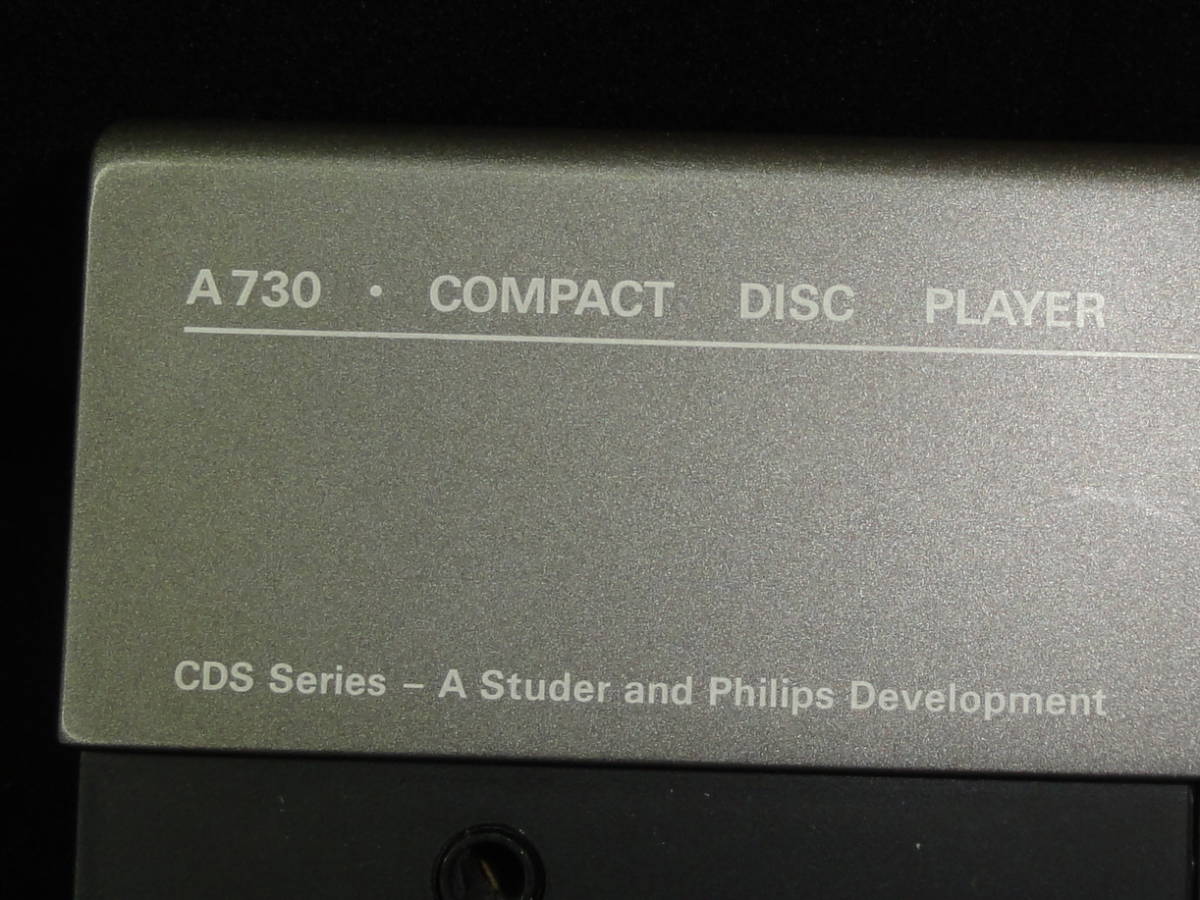 A730 · COMPACT DISC PLAYER
CDS Series – A Studer and Philips Development